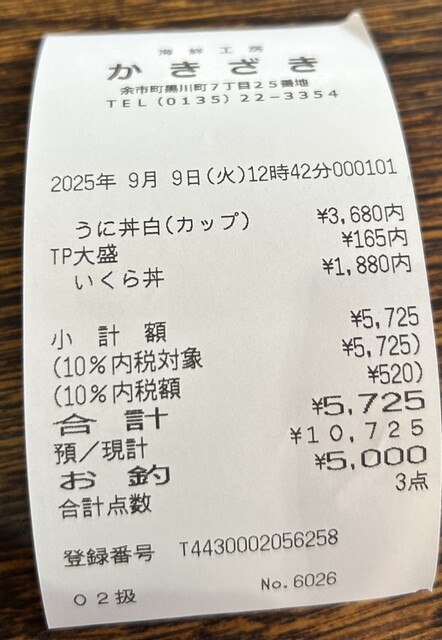 海鮮工房
かきざき
余市町黒川町7丁目25番地
TEL(0135)22-3354
2025年 9月 9日(火)12時42分000101
うに丼白(カップ) ¥3,680内
TP大盛 ¥165内
いくら丼 ¥1,880内
小計額 ¥5,725
(10%内税対象 ¥5,725)
(10%内税額 ¥520)
合計 ¥5,725
預/現計 ¥10,725
お釣 ¥5,000
合計点数 3点
登録番号 T4430002056258
02扱 No.6026